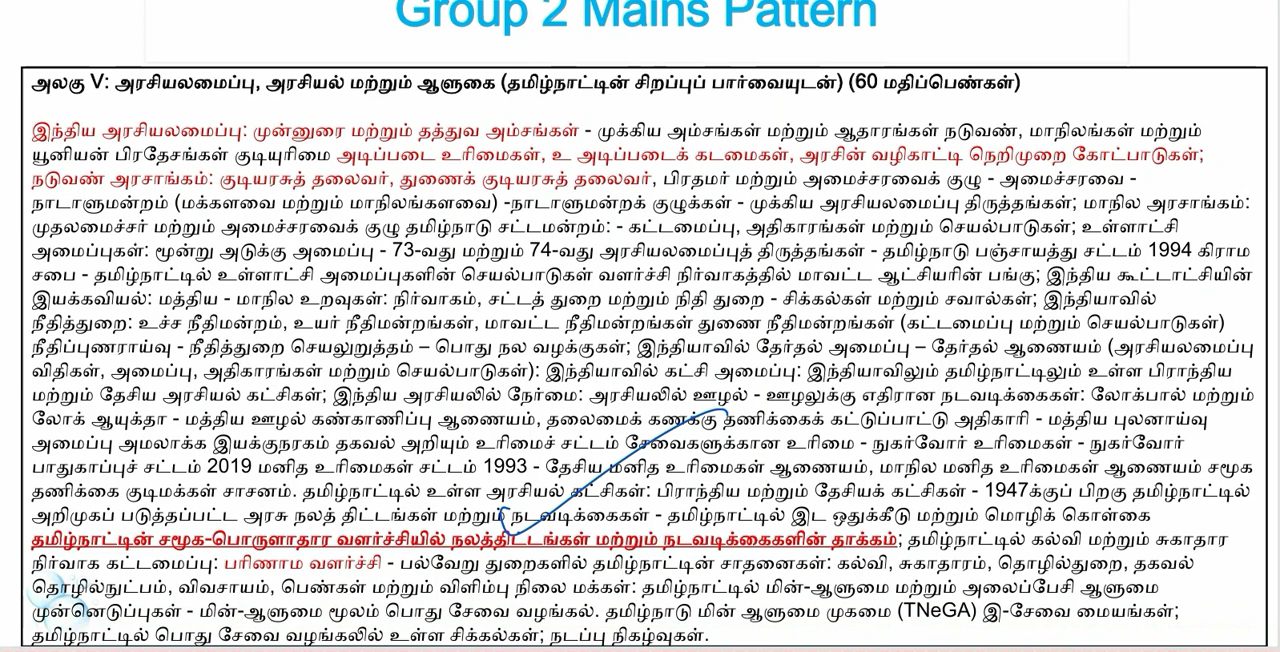 Group 2 Mains Pattern
அலகு V: அரசியலமைப்பு, அரசியல் மற்றும் ஆளுகை (தமிழ்நாட்டின் சிறப்புப் பார்வையுடன்) (60 மதிப்பெண்கள்)
இந்திய அரசியலமைப்பு: முன்னுரை மற்றும் தத்துவ அம்சங்கள் - முக்கிய அம்சங்கள் மற்றும் ஆதாரங்கள் நடுவண், மாநிலங்கள் மற்றும்
யூனியன் பிரதேசங்கள் குடியுரிமை அடிப்படை உரிமைகள், உ அடிப்படைக் கடமைகள், அரசின் வழிகாட்டி நெறிமுறை கோட்பாடுகள்;
நடுவண் அரசாங்கம்: குடியரசுத் தலைவர், துணைக் குடியரசுத் தலைவர், பிரதமர் மற்றும் அமைச்சரவைக் குழு - அமைச்சரவை -
நாடாளுமன்றம் (மக்களவை மற்றும் மாநிலங்களவை) -நாடாளுமன்றக் குழுக்கள் - முக்கிய அரசியலமைப்பு திருத்தங்கள்; மாநில அரசாங்கம்:
முதலமைச்சர் மற்றும் அமைச்சரவைக் குழு தமிழ்நாடு சட்டமன்றம்: - கட்டமைப்பு, அதிகாரங்கள் மற்றும் செயல்பாடுகள்; உள்ளாட்சி
அமைப்புகள்: மூன்று அடுக்கு அமைப்பு - 73-வது மற்றும் 74-வது அரசியலமைப்புத் திருத்தங்கள் - தமிழ்நாடு பஞ்சாயத்து சட்டம் 1994 கிராம
சபை - தமிழ்நாட்டில் உள்ளாட்சி அமைப்புகளின் செயல்பாடுகள் வளர்ச்சி நிர்வாகத்தில் மாவட்ட ஆட்சியரின் பங்கு; இந்திய கூட்டாட்சியின்
இயக்கவியல்: மத்திய - மாநில உறவுகள்: நிர்வாகம், சட்டத் துறை மற்றும் நிதி துறை - சிக்கல்கள் மற்றும் சவால்கள்; இந்தியாவில்
நீதித்துறை: உச்ச நீதிமன்றம், உயர் நீதிமன்றங்கள், மாவட்ட நீதிமன்றங்கள் துணை நீதிமன்றங்கள் (கட்டமைப்பு மற்றும் செயல்பாடுகள்)
நீதிப்புணராய்வு - நீதித்துறை செயலுறுத்தம் – பொது நல வழக்குகள்; இந்தியாவில் தேர்தல் அமைப்பு – தேர்தல் ஆணையம் (அரசியலமைப்பு
விதிகள், அமைப்பு, அதிகாரங்கள் மற்றும் செயல்பாடுகள்): இந்தியாவில் கட்சி அமைப்பு: இந்தியாவிலும் தமிழ்நாட்டிலும் உள்ள பிராந்திய
மற்றும் தேசிய அரசியல் கட்சிகள்; இந்திய அரசியலில் நேர்மை: அரசியலில் ஊழல் - ஊழலுக்கு எதிரான நடவடிக்கைகள்: லோக்பால் மற்றும்
லோக் ஆயுக்தா - மத்திய ஊழல் கண்காணிப்பு ஆணையம், தலைமைக் கணக்கு தணிக்கைக் கட்டுப்பாட்டு அதிகாரி - மத்திய புலனாய்வு
அமைப்பு அமலாக்க இயக்குநரகம் தகவல் அறியும் உரிமைச் சட்டம் சேவைகளுக்கான உரிமை - நுகர்வோர் உரிமைகள் - நுகர்வோர்
பாதுகாப்புச் சட்டம் 2019 மனித உரிமைகள் சட்டம் 1993 - தேசிய மனித உரிமைகள் ஆணையம், மாநில மனித உரிமைகள் ஆணையம் சமூக
தணிக்கை குடிமக்கள் சாசனம். தமிழ்நாட்டில் உள்ள அரசியல் கட்சிகள்: பிராந்திய மற்றும் தேசியக் கட்சிகள் - 1947க்குப் பிறகு தமிழ்நாட்டில்
அறிமுகப் படுத்தப்பட்ட அரசு நலத் திட்டங்கள் மற்றும் நடவடிக்கைகள் - தமிழ்நாட்டில் இட ஒதுக்கீடு மற்றும் மொழிக் கொள்கை
தமிழ்நாட்டின் சமூக-பொருளாதார வளர்ச்சியில் நலத்திட்டங்கள் மற்றும் நடவடிக்கைகளின் தாக்கம்; தமிழ்நாட்டில் கல்வி மற்றும் சுகாதார
நிர்வாக கட்டமைப்பு: பரிணாம வளர்ச்சி - பல்வேறு துறைகளில் தமிழ்நாட்டின் சாதனைகள்: கல்வி, சுகாதாரம், தொழில்துறை, தகவல்
தொழில்நுட்பம், விவசாயம், பெண்கள் மற்றும் விளிம்பு நிலை மக்கள்: தமிழ்நாட்டில் மின்-ஆளுமை மற்றும் அலைப்பேசி ஆளுமை
முன்னெடுப்புகள் - மின்-ஆளுமை மூலம் பொது சேவை வழங்கல். தமிழ்நாடு மின் ஆளுமை முகமை (TNeGA) இ-சேவை மையங்கள்;
தமிழ்நாட்டில் பொது சேவை வழங்கலில் உள்ள சிக்கல்கள்; நடப்பு நிகழ்வுகள்.